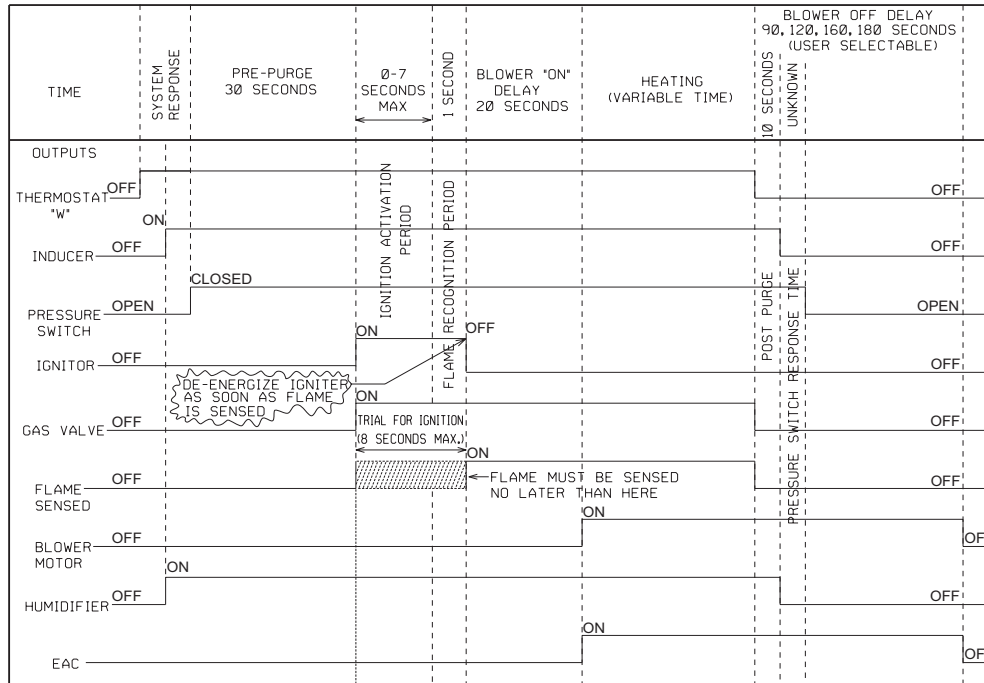 TIME
SYSTEM
RESPONSE
PRE-PURGE
30 SECONDS
0-7
SECONDS
MAX
1 SECOND
BLOWER "ON"
DELAY
20 SECONDS
HEATING
(VARIABLE TIME)
BLOWER OFF DELAY
90,120,160,180 SECONDS
(USER SELECTABLE)
10 SECONDS
UNKNOWN
OUTPUTS
IGNITION ACTIVATION
PERIOD
FLAME RECOGNITION PERIOD
POST PURGE
PRESSURE SWITCH RESPONSE TIME
THERMOSTAT
"W"
OFF
OFF
INDUCER
OFF
ON
OFF
PRESSURE
SWITCH
OPEN
CLOSED
OPEN
IGNITOR
OFF
ON
OFF
OFF
DE-ENERGIZE IGNITER
AS SOON AS FLAME
IS SENSED
GAS VALVE
OFF
ON
OFF
TRIAL FOR IGNITION
(8 SECONDS MAX.)
FLAME
SENSED
OFF
ON
OFF
FLAME MUST BE SENSED
NO LATER THAN HERE
BLOWER
MOTOR
OFF
ON
OF
HUMIDIFIER
OFF
ON
OFF
EAC
ON
OF